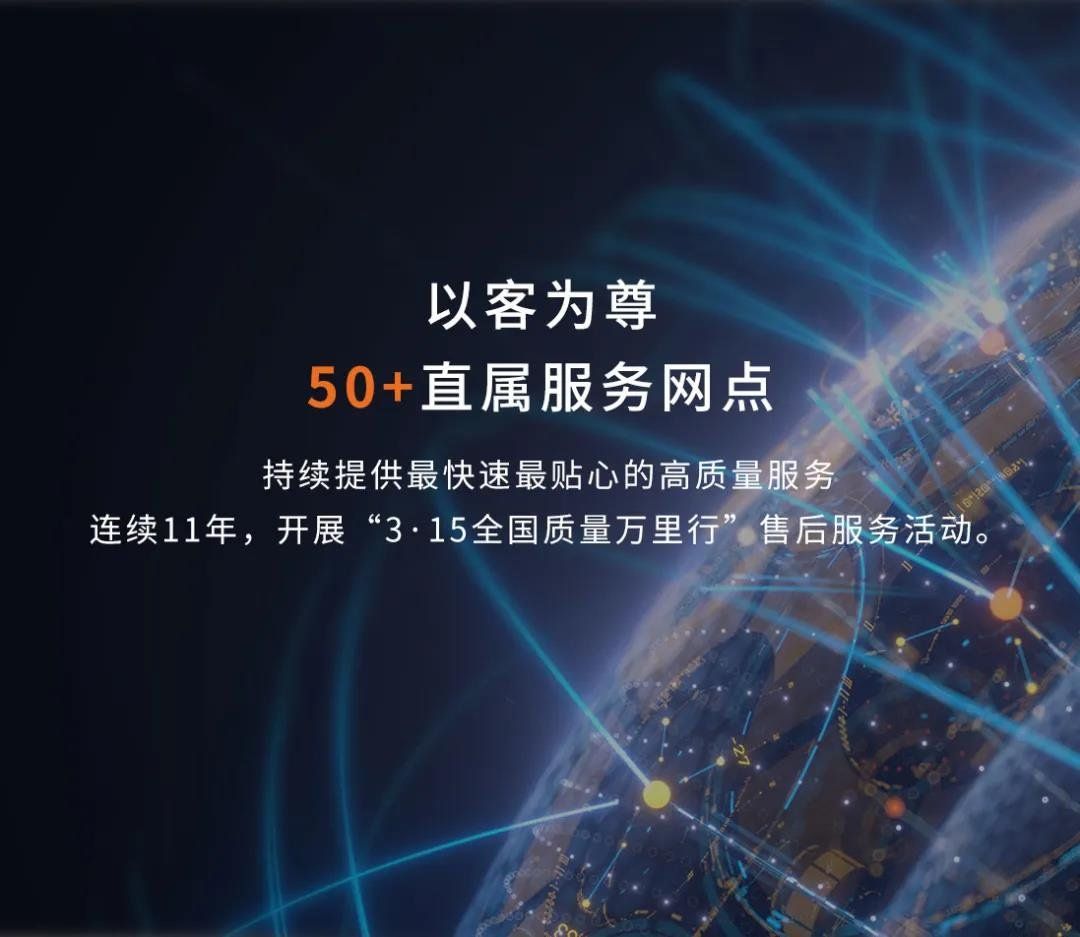 以客为尊
50+直属服务网点
持续提供最快速最贴心的高质量服务
连续11年，开展“3·15全国质量万里行”售后服务活动。